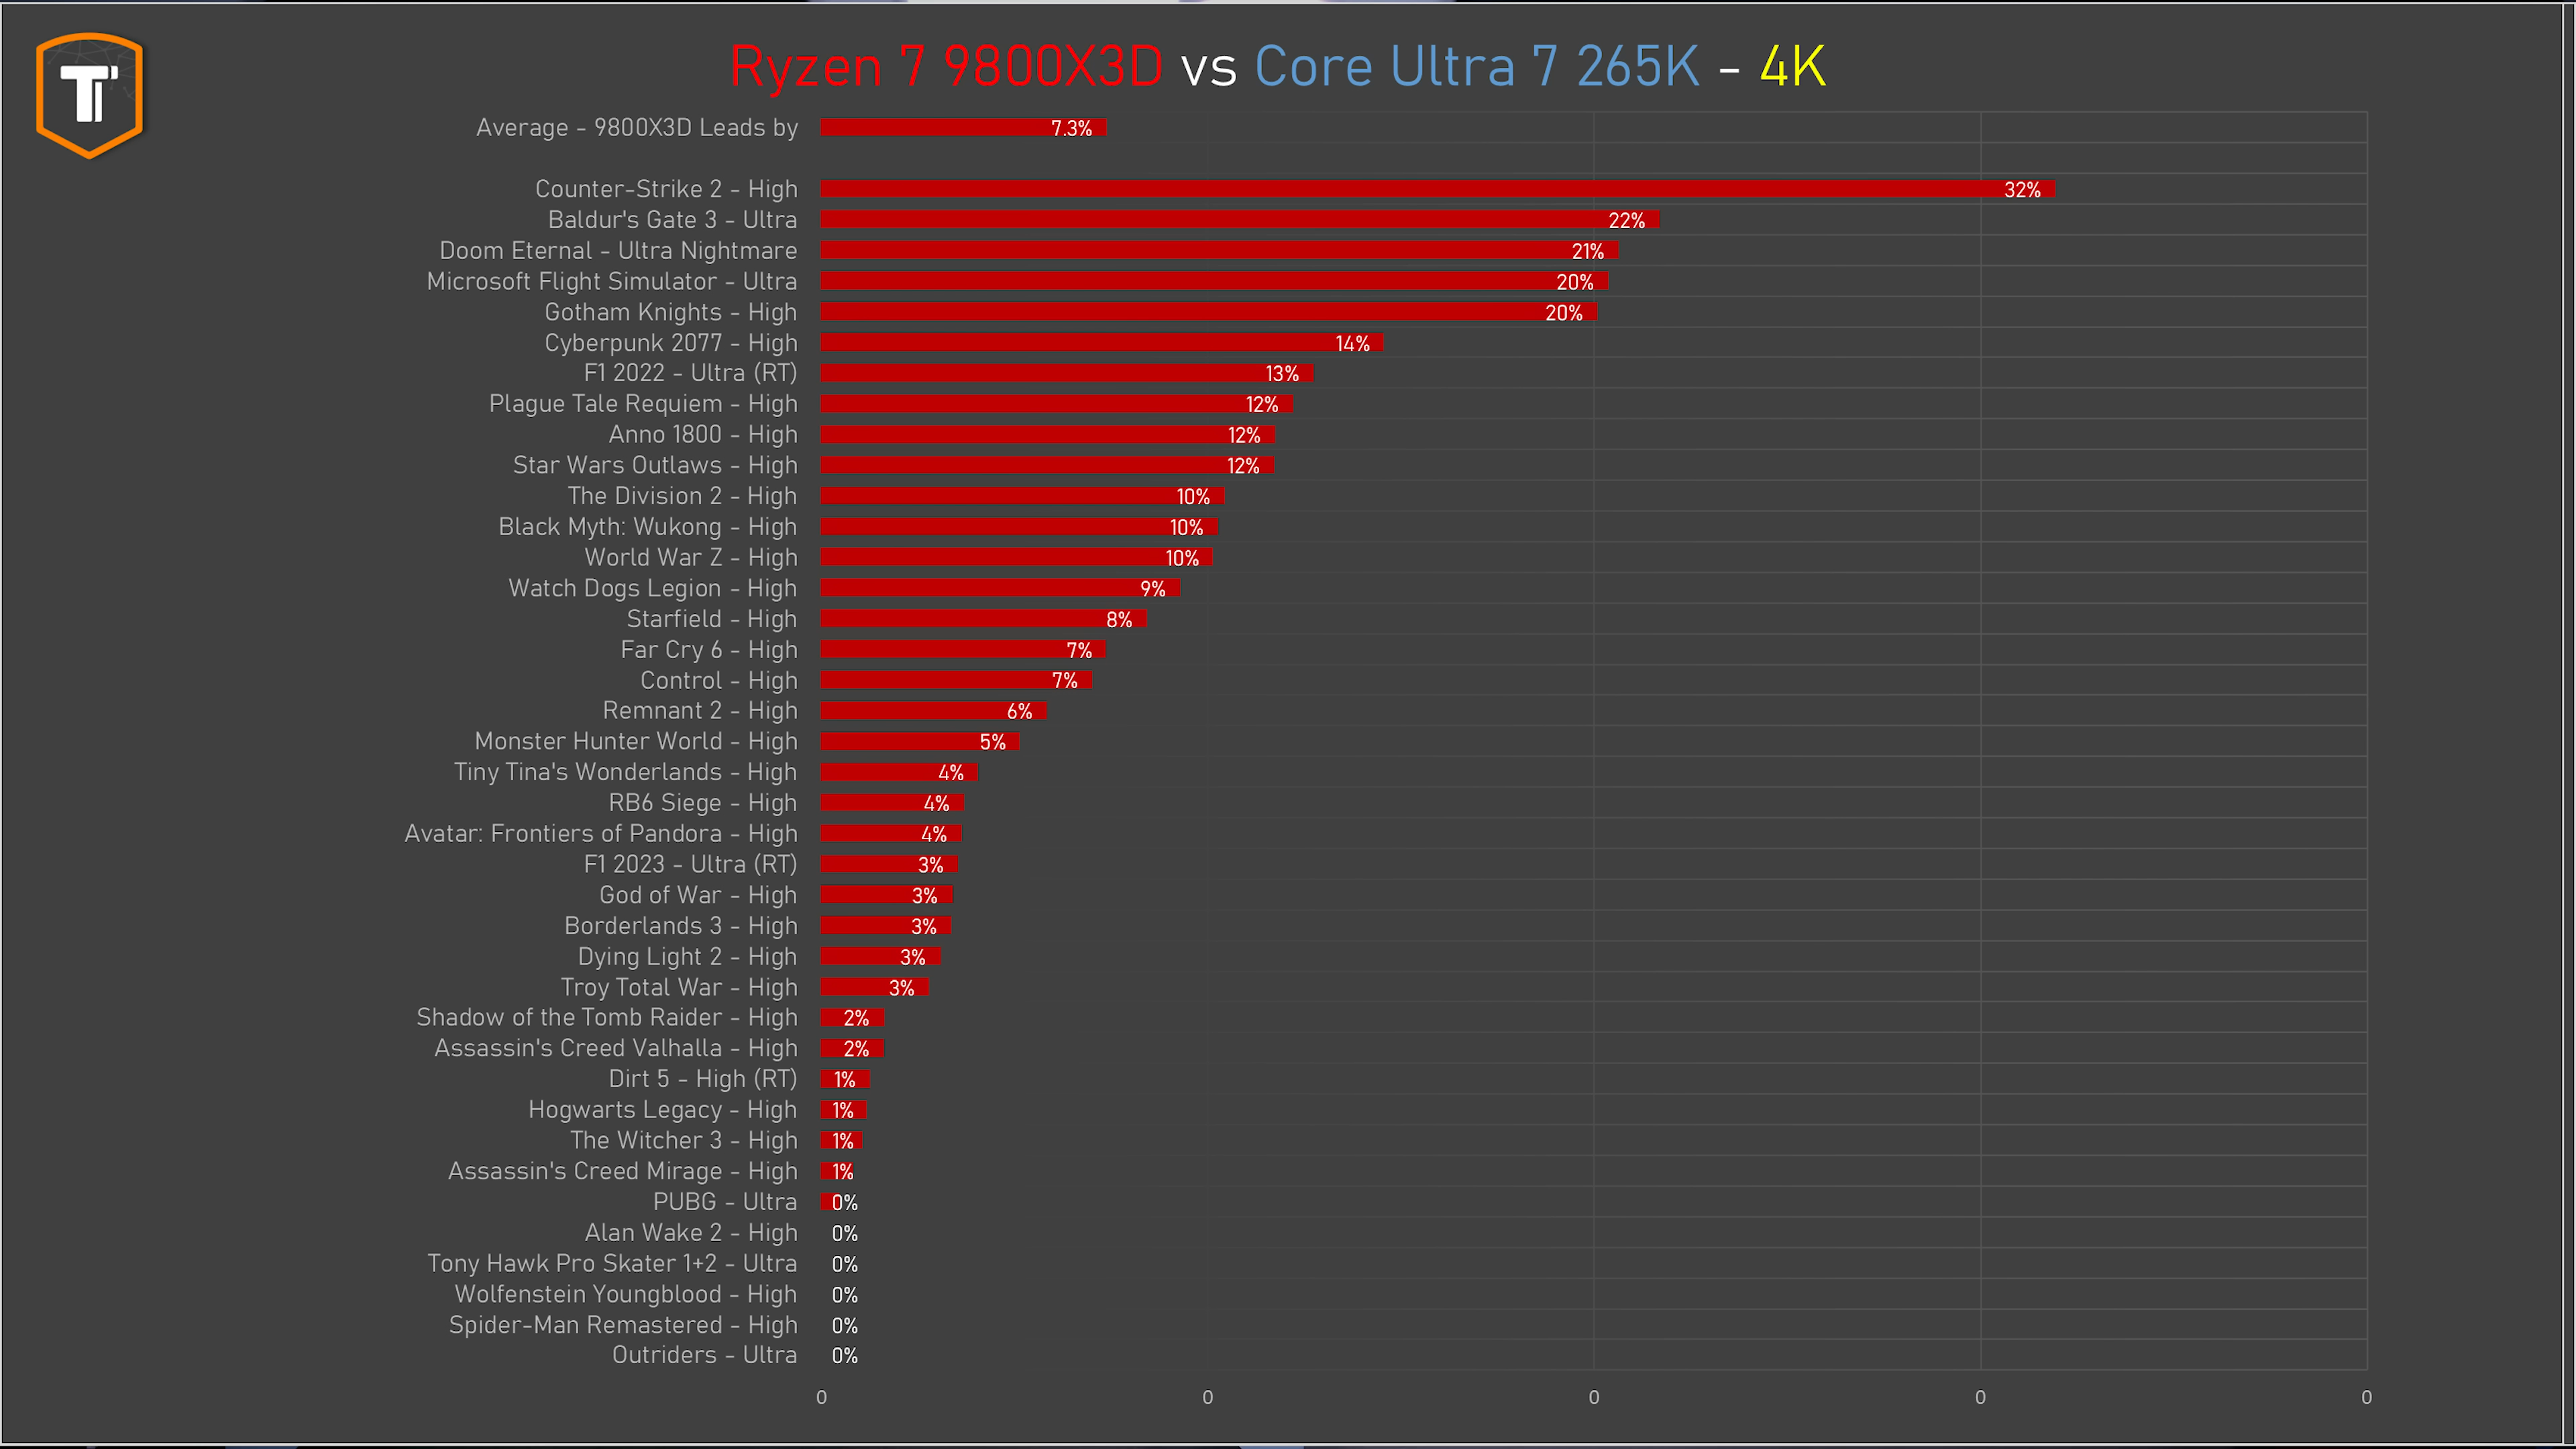 Ryzen 7 9800X3D vs Core Ultra 7 265K - 4K
Average - 9800X3D Leads by 7.3%
Counter-Strike 2 - High 32%
Baldur's Gate 3 - Ultra 22%
Doom Eternal - Ultra Nightmare 21%
Microsoft Flight Simulator - Ultra 20%
Gotham Knights - High 20%
Cyberpunk 2077 - High 14%
F1 2022 - Ultra (RT) 13%
Plague Tale Requiem - High 12%
Anno 1800 - High 12%
Star Wars Outlaws - High 12%
The Division 2 - High 10%
Black Myth: Wukong - High 10%
World War Z - High 10%
Watch Dogs Legion - High 9%
Starfield - High 8%
Far Cry 6 - High 7%
Control - High 7%
Remnant 2 - High 6%
Monster Hunter World - High 5%
Tiny Tina's Wonderlands - High 4%
RB6 Siege - High 4%
Avatar: Frontiers of Pandora - High 4%
F1 2023 - Ultra (RT) 3%
God of War - High 3%
Borderlands 3 - High 3%
Dying Light 2 - High 3%
Troy Total War - High 3%
Shadow of the Tomb Raider - High 2%
Assassin's Creed Valhalla - High 2%
Dirt 5 - High (RT) 1%
Hogwarts Legacy - High 1%
The Witcher 3 - High 1%
Assassin's Creed Mirage - High 1%
PUBG - Ultra 0%
Alan Wake 2 - High 0%
Tony Hawk Pro Skater 1+2 - Ultra 0%
Wolfenstein Youngblood - High 0%
Spider-Man Remastered - High 0%
Outriders - Ultra 0%
0 0 0 0 0